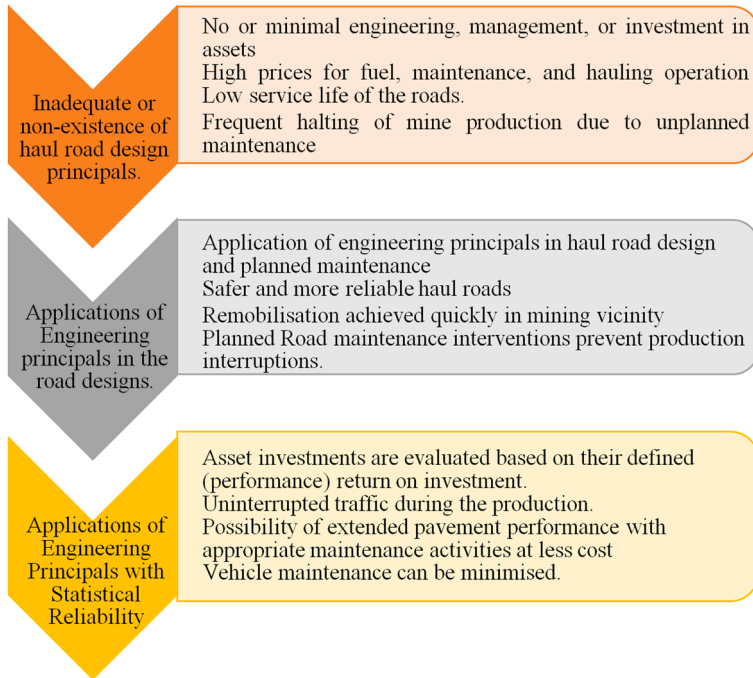 Inadequate or
non-existence of
haul road design
principals.
No or minimal engineering, management, or investment in
assets
High prices for fuel, maintenance, and hauling operation
Low service life of the roads.
Frequent halting of mine production due to unplanned
maintenance
Applications of
Engineering
principals in the
road designs.
Application of engineering principals in haul road design
and planned maintenance
Safer and more reliable haul roads
Remobilisation achieved quickly in mining vicinity
Planned Road maintenance interventions prevent production
interruptions.
Applications of
Engineering
Principals with
Statistical
Reliability
Asset investments are evaluated based on their defined
(performance) return on investment.
Uninterrupted traffic during the production.
Possibility of extended pavement performance with
appropriate maintenance activities at less cost
Vehicle maintenance can be minimised.